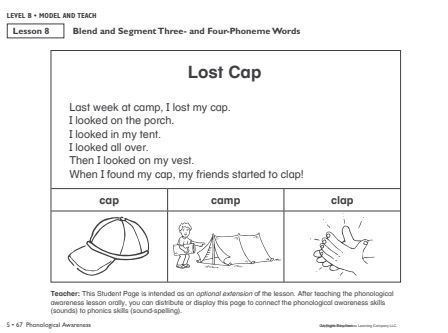 LEVEL B • MODEL AND TEACH
Lesson 8 Blend and Segment Three- and Four-Phoneme Words
Lost Cap
Last week at camp, I lost my cap.
I looked on the porch.
I looked in my tent.
I looked all over.
Then I looked on my vest.
When I found my cap, my friends started to clap!
cap camp clap
Teacher: This Student Page is intended as an optional extension of the lesson. After teaching the phonological
awareness lesson orally, you can distribute or display this page to connect the phonological awareness skills
(sounds) to phonics skills (sound-spelling).
5 • 67 Phonological Awareness Learning Company LLC.